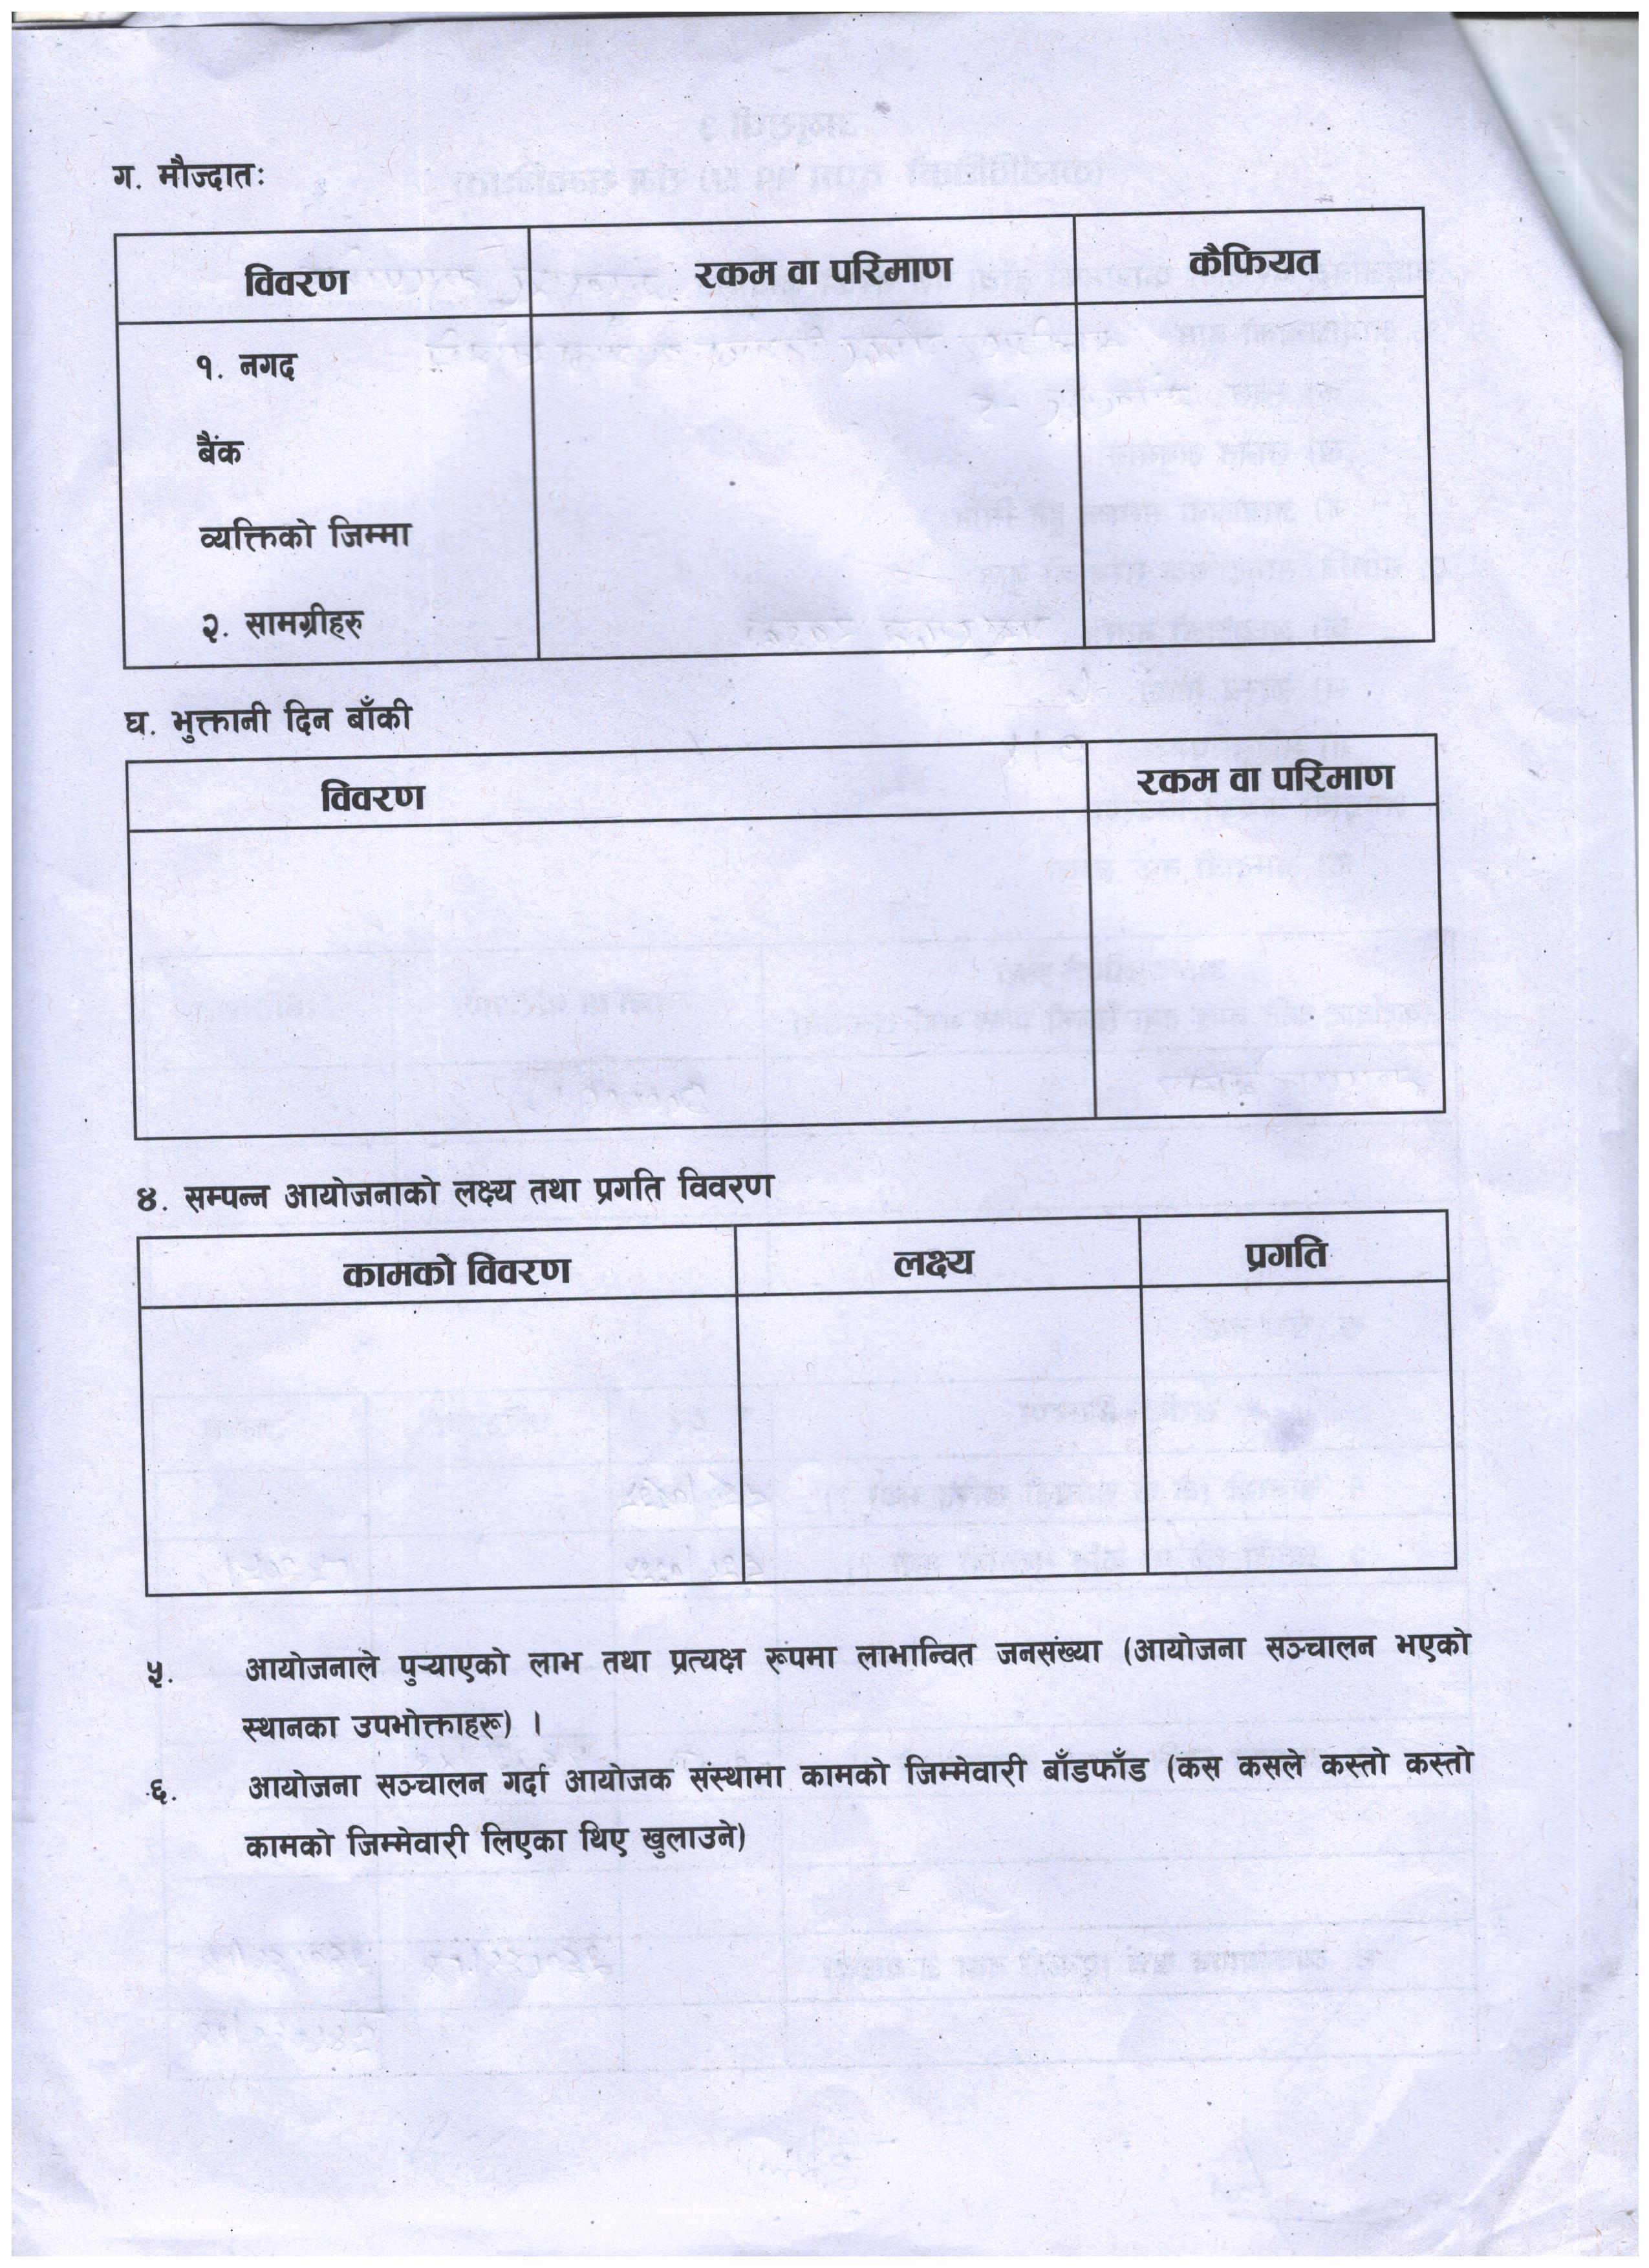 ग. मौज्दातः
विवरण रकम वा परिमाण कैफियत
१. नगद
बैंक
व्यक्तिको जिम्मा
२. सामग्रीहरु
घ. भुक्तानी दिन बाँकी
विवरण रकम वा परिमाण
४. सम्पन्न आयोजनाको लक्ष्य तथा प्रगति विवरण
कामको विवरण लक्ष्य प्रगति
५. आयोजनाले पुऱ्याएको लाभ तथा प्रत्यक्ष रूपमा लाभान्वित जनसंख्या (आयोजना सञ्चालन भएको
स्थानका उपभोक्ताहरू) ।
६. आयोजना सञ्चालन गर्दा आयोजक संस्थामा कामको जिम्मेवारी बाँडफाँड (कस कसले कस्तो कस्तो
कामको जिम्मेवारी लिएका थिए खुलाउने)